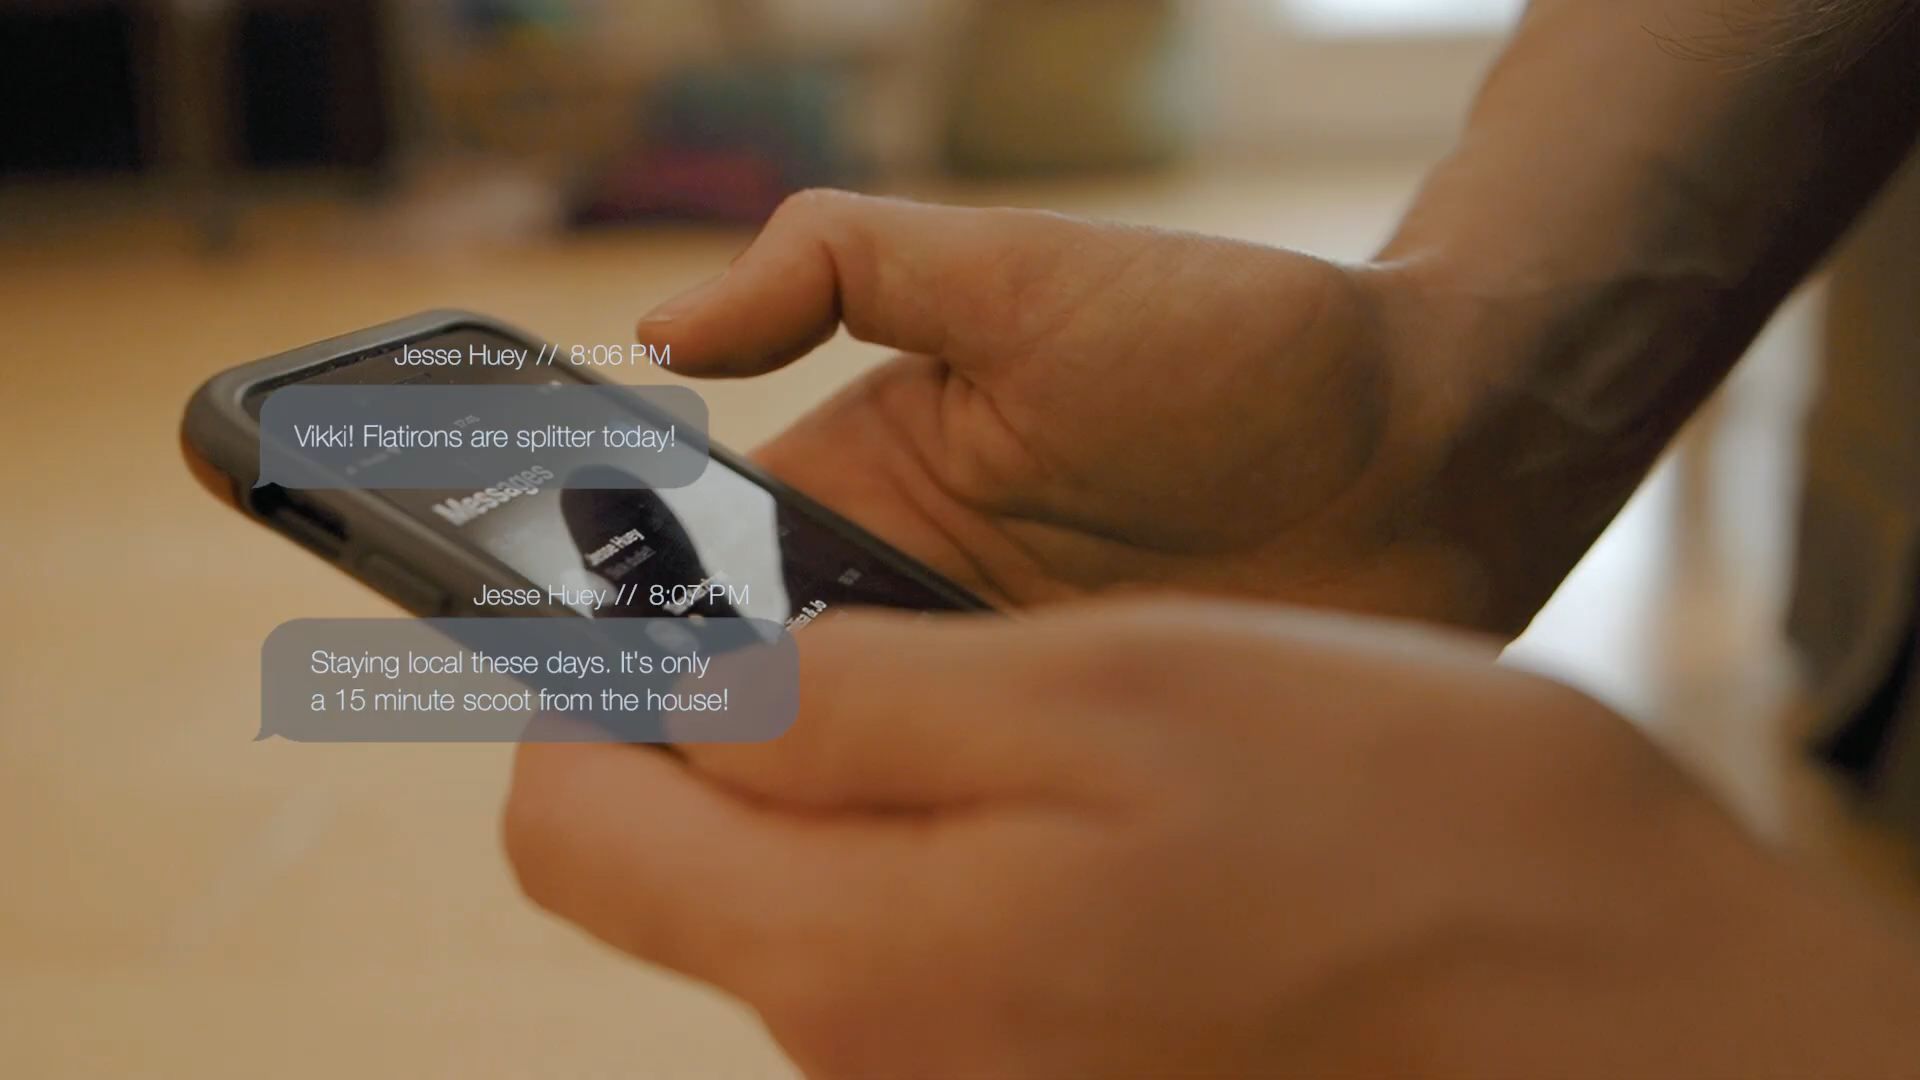 Jesse Huey // 8:06 PM
Vikki! Flatirons are splitter today!
Messages
Jesse Huey
Jesse Huey // 8:07 PM
Staying local these days. It's only
a 15 minute scoot from the house!